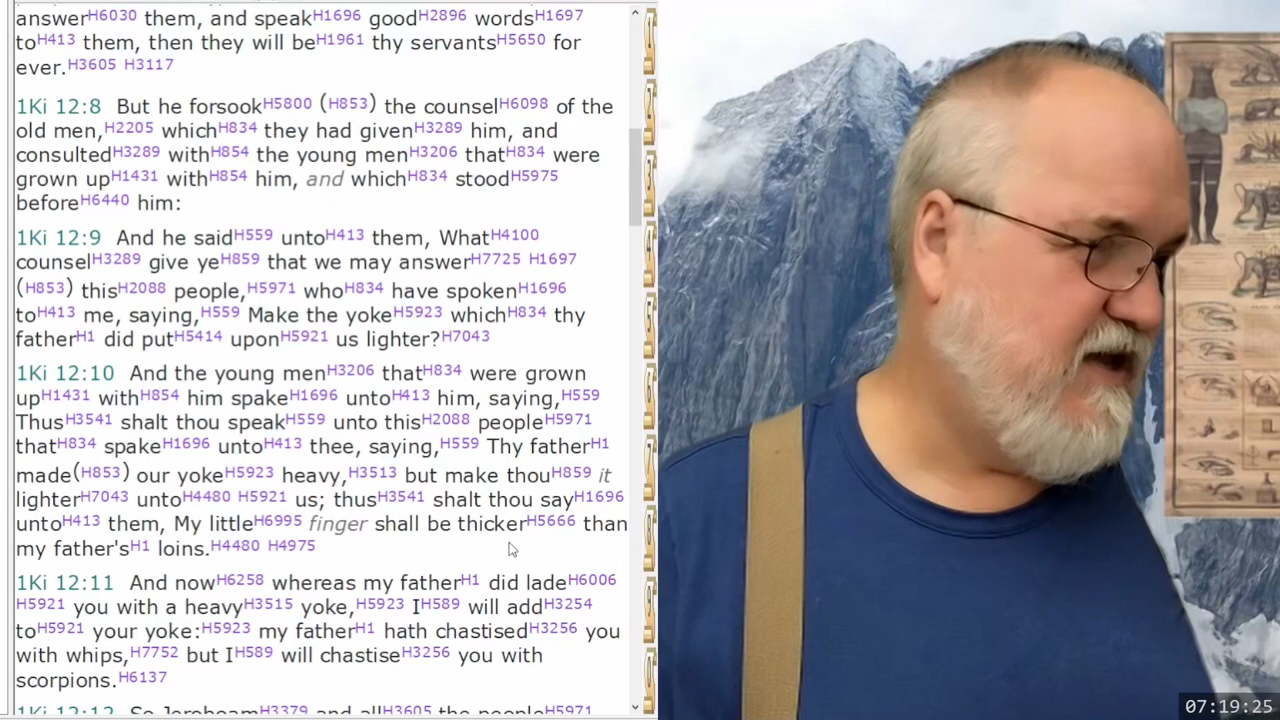 answerH6030 them, and speakH1696 goodH2896 wordsH1697
toH413 them, then they will beH1961 thy servantsH5650 for
ever.H3605 H3117
1Ki 12:8 But he forsookH5800 (H853) the counselH6098 of the
old men,H2205 whichH834 they had givenH3289 him, and
consultedH3289 withH854 the young menH3206 thatH834 were
grown upH1431 withH854 him, and whichH834 stoodH5975
beforeH6440 him:
1Ki 12:9 And he saidH559 untoH413 them, WhatH4100
counselH3289 give yeH859 that we may answerH7725 H1697
(H853) thisH2088 people,H5971 whoH834 have spokenH1696
toH413 me, saying,H559 Make the yokeH5923 whichH834 thy
fatherH1 did putH5414 uponH5921 us lighter?H7043
1Ki 12:10 And the young menH3206 thatH834 were grown
upH1431 withH854 him spakeH1696 untoH413 him, saying,H559
ThusH3541 shalt thou speakH559 unto thisH2088 peopleH5971
thatH834 spakeH1696 untoH413 thee, saying,H559 Thy fatherH1
made(H853) our yokeH5923 heavy,H3513 but make thouH859 it
lighterH7043 untoH4480 H5921 us; thusH3541 shalt thou sayH1696
untoH413 them, My littleH6995 finger shall be thickerH5666 than
my father'sH1 loins.H4480 H4975
1Ki 12:11 And nowH6258 whereas my fatherH1 did ladeH6006
H5921 you with a heavyH3515 yoke,H5923 IH589 will addH3254
toH5921 your yoke:H5923 my fatherH1 hath chastisedH3256 you
with whips,H7752 but IH589 will chastiseH3256 you with
scorpions.H6137
1Ki 12:12 So JeroboamH3379 and allH3605 the peopleH5971
07:19:25